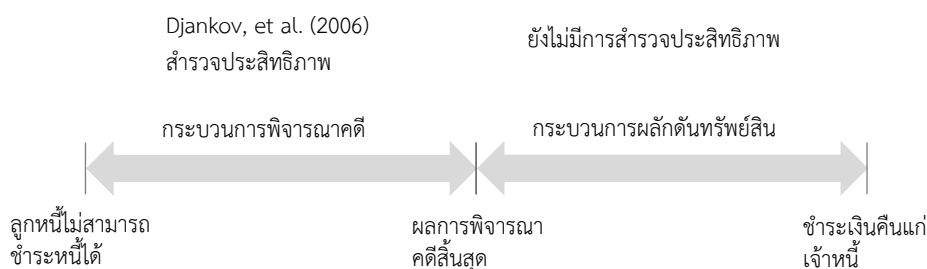 Djankov, et al. (2006)
สำรวจประสิทธิภาพ
ยังไม่มีการสำรวจประสิทธิภาพ
กระบวนการพิจารณาคดี
กระบวนการผลักดันทรัพย์สิน
ลูกหนี้ไม่สามารถ
ชำระหนี้ได้
ผลการพิจารณา
คดีสิ้นสุด
ชำระเงินคืนแก่
เจ้าหนี้